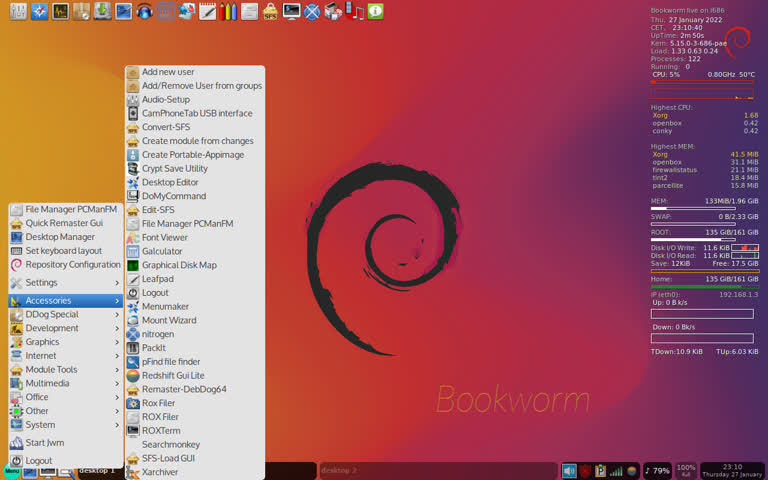 SFS
Bookworm live on i686
Thu, 27 January 2022
CET, 23:10:40
UpTime: 2m 50s
Kern: 5.15.0-3-686-pae
Load: 1.33 0.63 0.24
Processes: 122
Running: 0
CPU: 5% 0.80GHz 50°C
Highest CPU:
Xorg 1.68
openbox 0.42
conky 0.42
Highest MEM:
Xorg 41.5 MiB
openbox 31.1 MiB
firewallstatus 21.1 MiB
tint2 18.4 MiB
parcellite 15.8 MiB
MEM: 133MiB/1.96 GiB
SWAP: 0 B/2.33 GiB
ROOT: 135 GiB/161 GiB
Disk I/O Write: 11.6 KiB
Disk I/O Read: 11.6 KiB
Save: 12KiB Free: 17.5 GiB
Home: 135 GiB/161 GiB
IP (eth0): 192.168.1.3
Up: 0 B k/s
Down: 0 Bk/s
TDown:10.9 KiB TUp:6.03 KiB
Add new user
Add/Remove User from groups
Audio-Setup
CamPhoneTab USB interface
Convert-SFS
Create module from changes
Create Portable-Appimage
Crypt Save Utility
Desktop Editor
DoMyCommand
Edit-SFS
File Manager PCManFM
Font Viewer
Galculator
Graphical Disk Map
Leafpad
Logout
Menumaker
Mount Wizard
nitrogen
PackIt
pFind file finder
Redshift Gui Lite
Remaster-DebDog64
Rox Filer
ROX Filer
ROXTerm
Searchmonkey
SFS-Load GUI
Xarchiver
File Manager PCManFM
Quick Remaster Gui
Desktop Manager
Set keyboard layout
Repository Configuration
Settings
Accessories
DDog Special
Development
Graphics
Internet
Module Tools
Multimedia
Office
Other
System
Start Jwm
Logout
Bookworm
Menu
desktop 1
desktop 2
79%
100%
full
23:10
Thursday 27 January